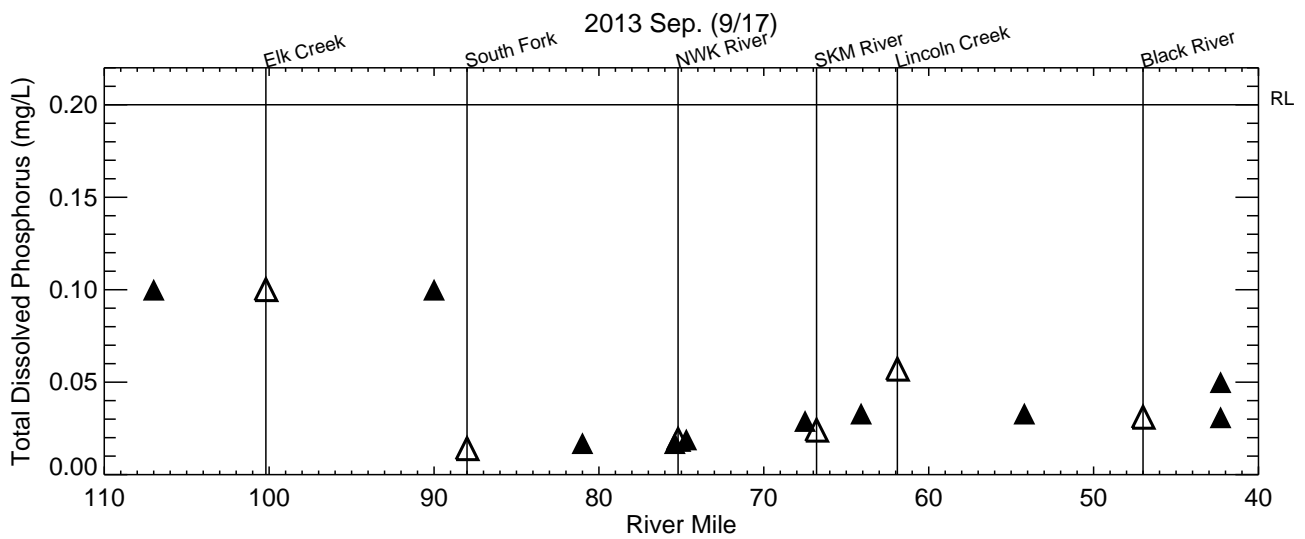 2013 Sep. (9/17)
Elk Creek South Fork NWK River SKM River Lincoln Creek Black River
Total Dissolved Phosphorus (mg/L)
0.20
RL
0.15
0.10
0.05
0.00
110 100 90 80 70 60 50 40
River Mile